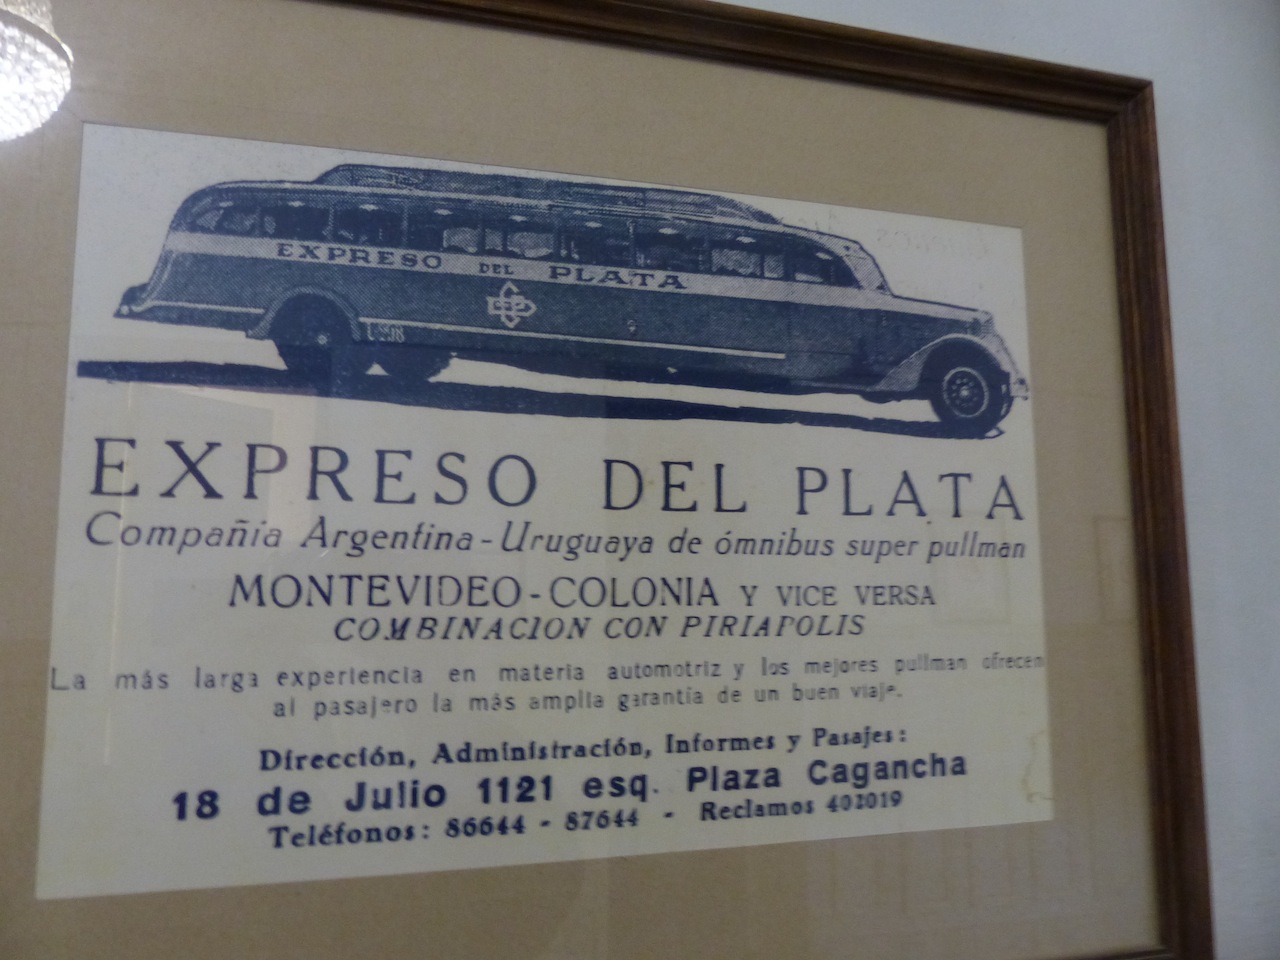 EXPRESO DEL PLATA
EXPRESO DEL PLATA
Compañia Argentina - Uruguaya de ómnibus super pullman
MONTEVIDEO - COLONIA Y VICE VERSA
COMBINACION CON PIRIAPOLIS
La más larga experiencia en materia automotriz y los mejores pullman ofrecen
al pasajero la más amplia garantía de un buen viaje.
Dirección, Administración, Informes y Pasajes:
18 de Julio 1121 esq. Plaza Cagancha
Teléfonos: 86644 - 87644 - Reclamos 402019